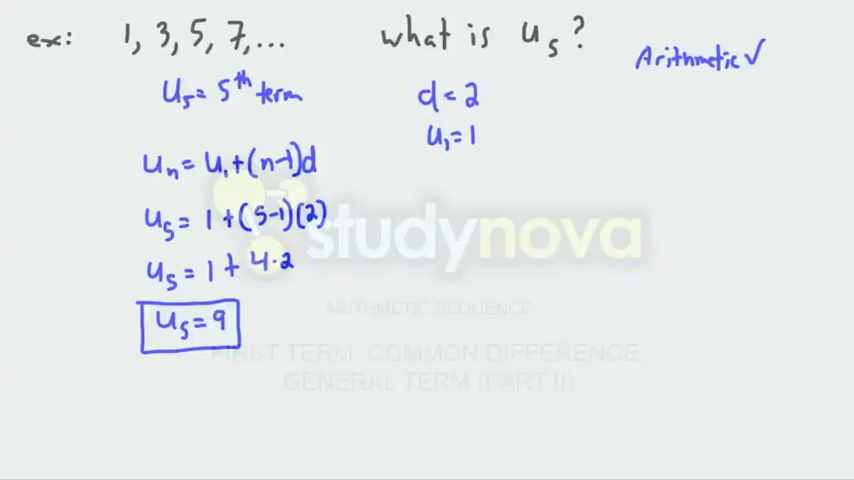 ex: 1, 3, 5, 7,... what is u₅?
Arithmetic ✓
u₅ = 5th term
d = 2
u₁ = 1
uₙ = u₁ + (n-1)d
u₅ = 1 + (5-1)(2)
u₅ = 1 + 4·2
u₅ = 9
studynova
ARITHMETIC SEQUENCE
FIRST TERM, COMMON DIFFERENCE,
GENERAL TERM (PART II)